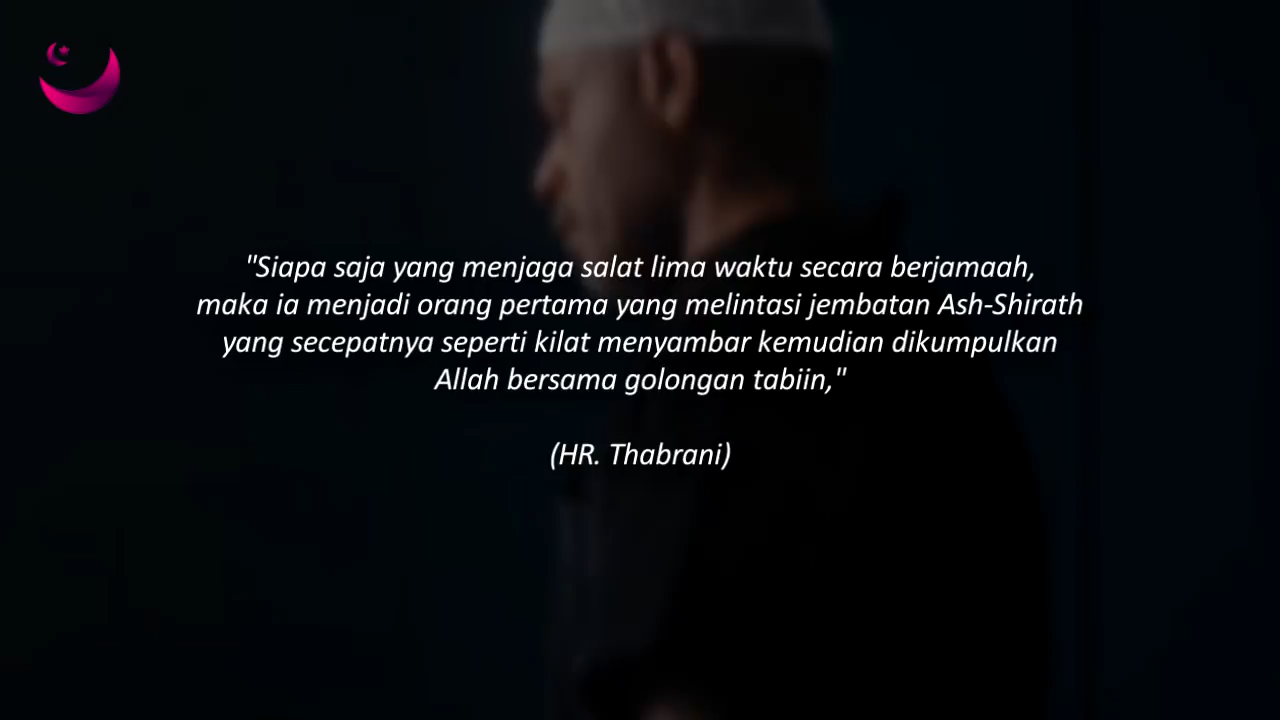 "Siapa saja yang menjaga salat lima waktu secara berjamaah,
maka ia menjadi orang pertama yang melintasi jembatan Ash-Shirath
yang secepatnya seperti kilat menyambar kemudian dikumpulkan
Allah bersama golongan tabiin,"
(HR. Thabrani)